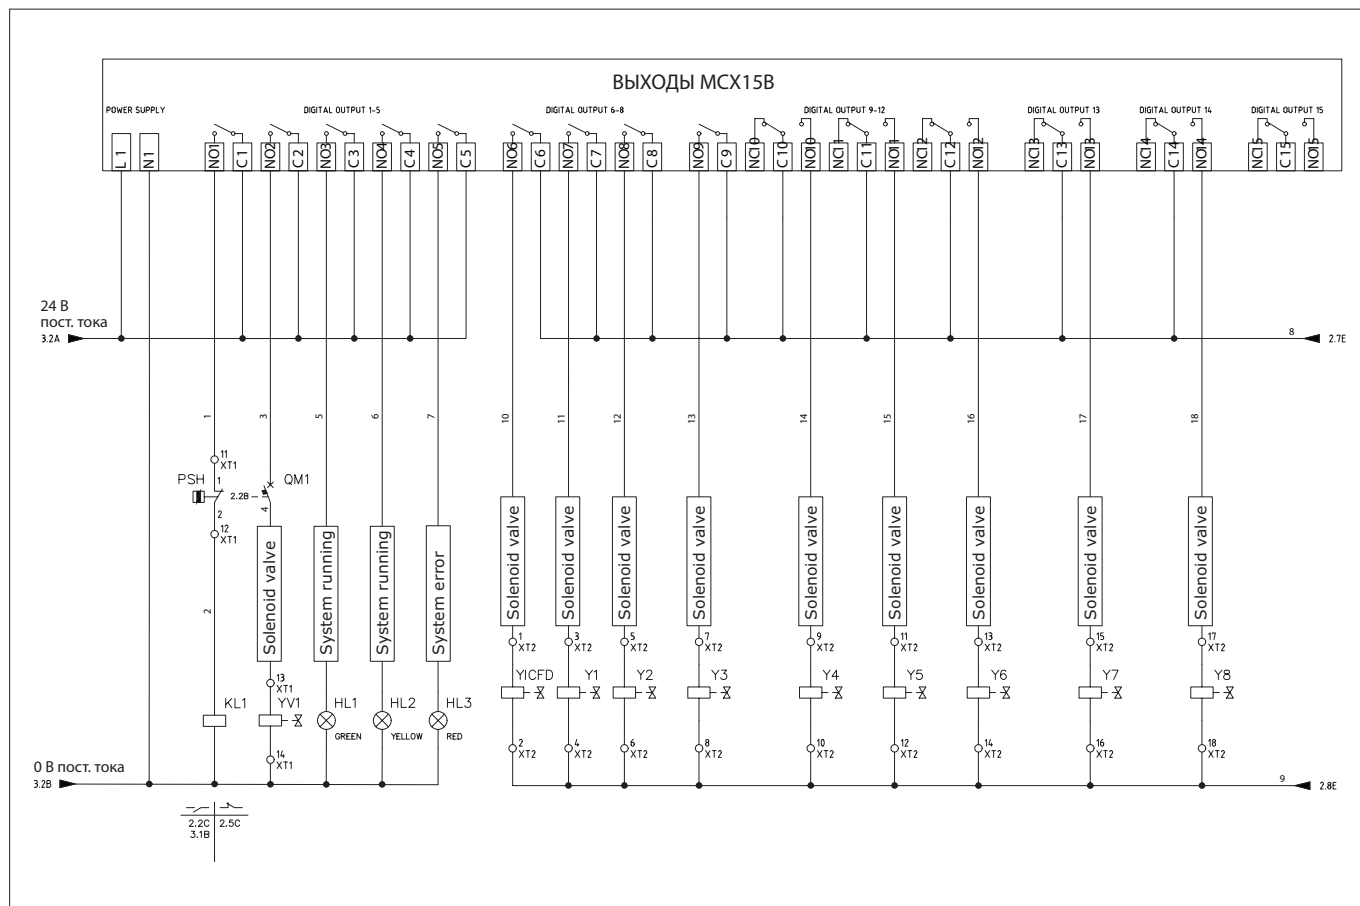 ВЫХОДЫ MCX15B
POWER SUPPLY
DIGITAL OUTPUT 1-5
DIGITAL OUTPUT 6-8
DIGITAL OUTPUT 9-12
DIGITAL OUTPUT 13
DIGITAL OUTPUT 14
DIGITAL OUTPUT 15
L1
N1
NO1
C1
NO2
C2
NO3
C3
NO4
C4
NO5
C5
NO6
C6
NO7
C7
NO8
C8
NO9
C9
NC10
C10
NO10
NC11
C11
NO11
NC12
C12
NO12
NC13
C13
NO13
NC14
C14
NO14
NC15
C15
NO15
24 В
пост. тока
3.2A
8
2.7E
1
3
5
6
7
10
11
12
13
14
15
16
17
18
11
XT1
PSH
1
2
2.2B
QM1
4
12
XT1
2
Solenoid valve
System running
System running
System error
Solenoid valve
Solenoid valve
Solenoid valve
Solenoid valve
Solenoid valve
Solenoid valve
Solenoid valve
Solenoid valve
Solenoid valve
1
XT2
3
XT2
5
XT2
7
XT2
9
XT2
11
XT2
13
XT2
15
XT2
17
XT2
13
XT1
YICFD
Y1
Y2
Y3
Y4
Y5
Y6
Y7
Y8
KL1
YV1
HL1
GREEN
HL2
YELLOW
HL3
RED
14
XT1
2
XT2
4
XT2
6
XT2
8
XT2
10
XT2
12
XT2
14
XT2
16
XT2
18
XT2
0 В пост. тока
3.2B
9
2.8E
2.2C
2.5C
3.1B